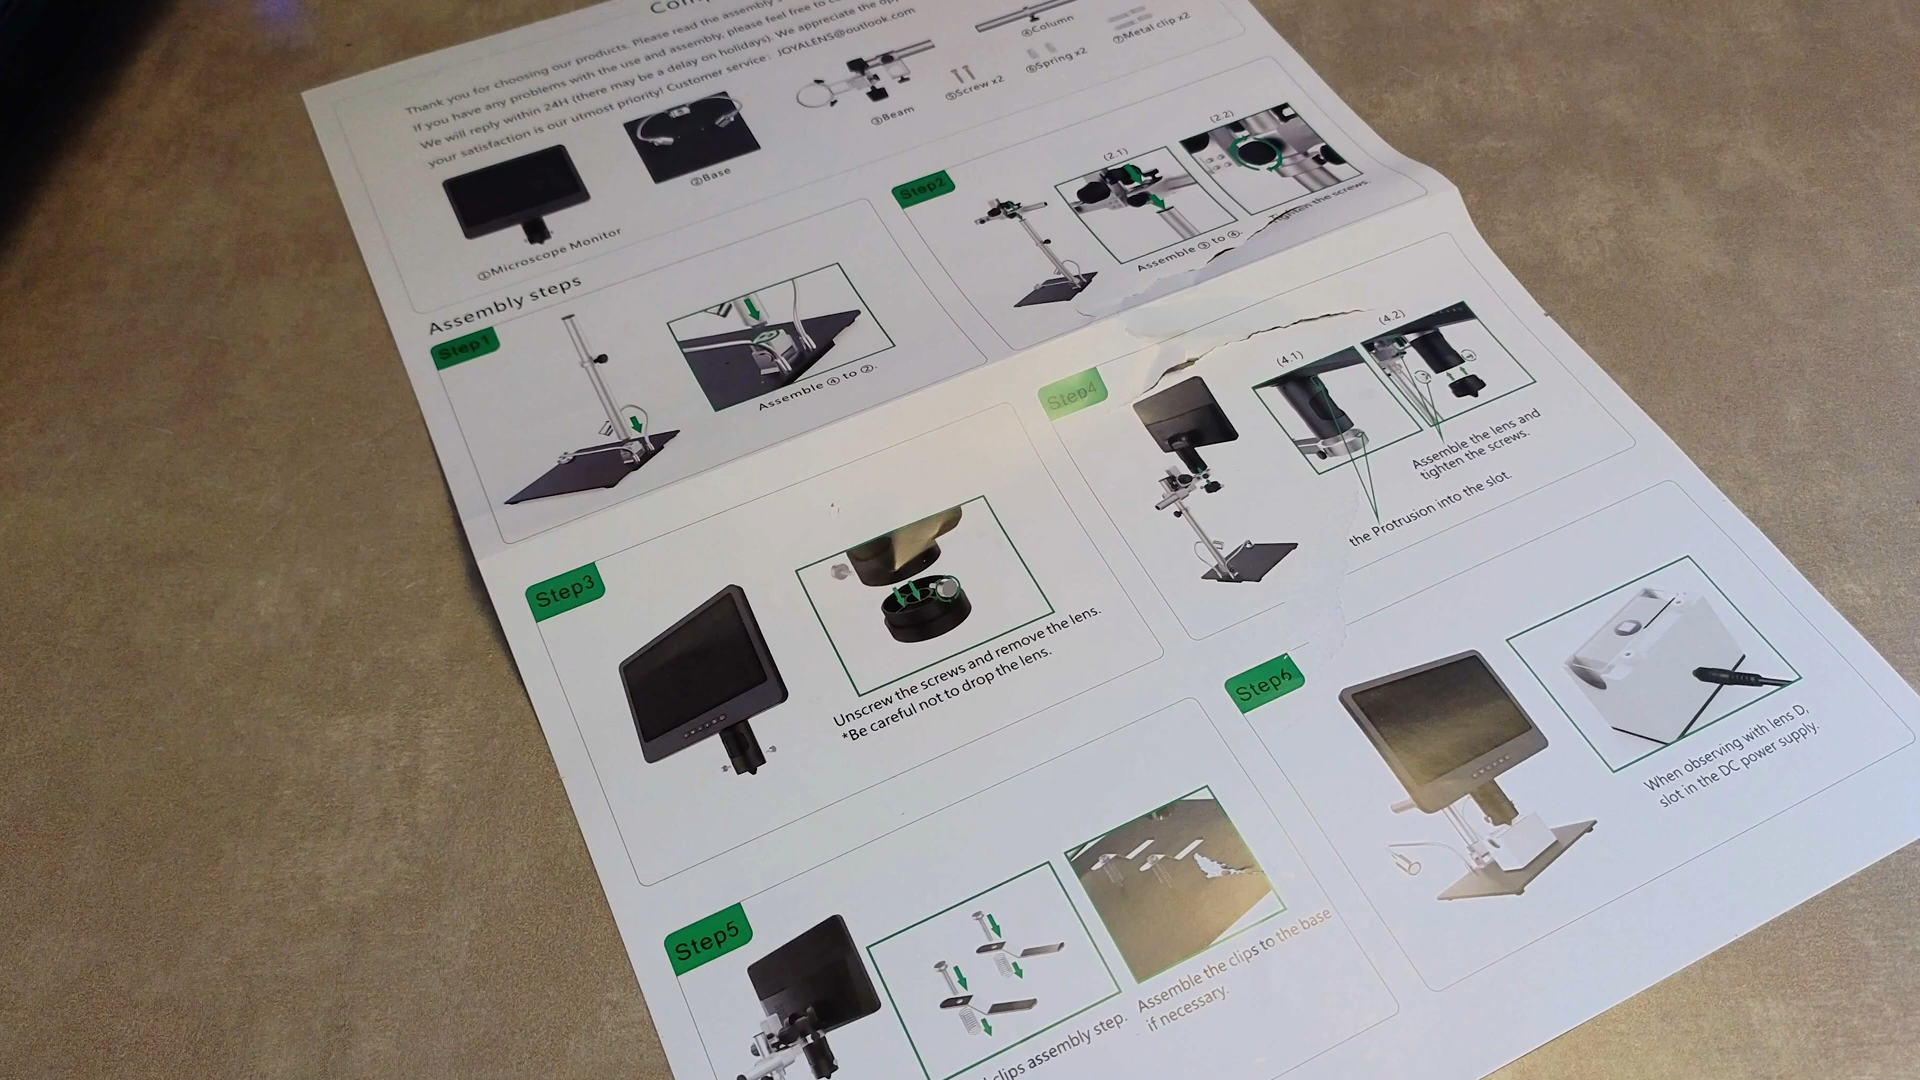 Thank you for choosing our products. Please read the assembly
If you have any problems with the use and assembly, please feel free to
We will reply within 24H (there may be a delay on holidays). We appreciate the
your satisfaction is our utmost priority! Customer service: JOYALENS@outlook.com
①Microscope Monitor
②Base
③Beam
④Column
⑤Screw x2
⑥Spring x2
⑦Metal clip x2
Assembly steps
Step1
Assemble ④ to ②.
Step2
(2.1)
(2.2)
Assemble ③ to ④.
Tighten the screws.
Step3
Unscrew the screws and remove the lens.
*Be careful not to drop the lens.
Step4
(4.1)
(4.2)
Assemble the lens and
tighten the screws.
the Protrusion into the slot.
Step5
clips assembly step.
Assemble the clips to the base
if necessary.
Step6
When observing with lens D,
slot in the DC power supply.